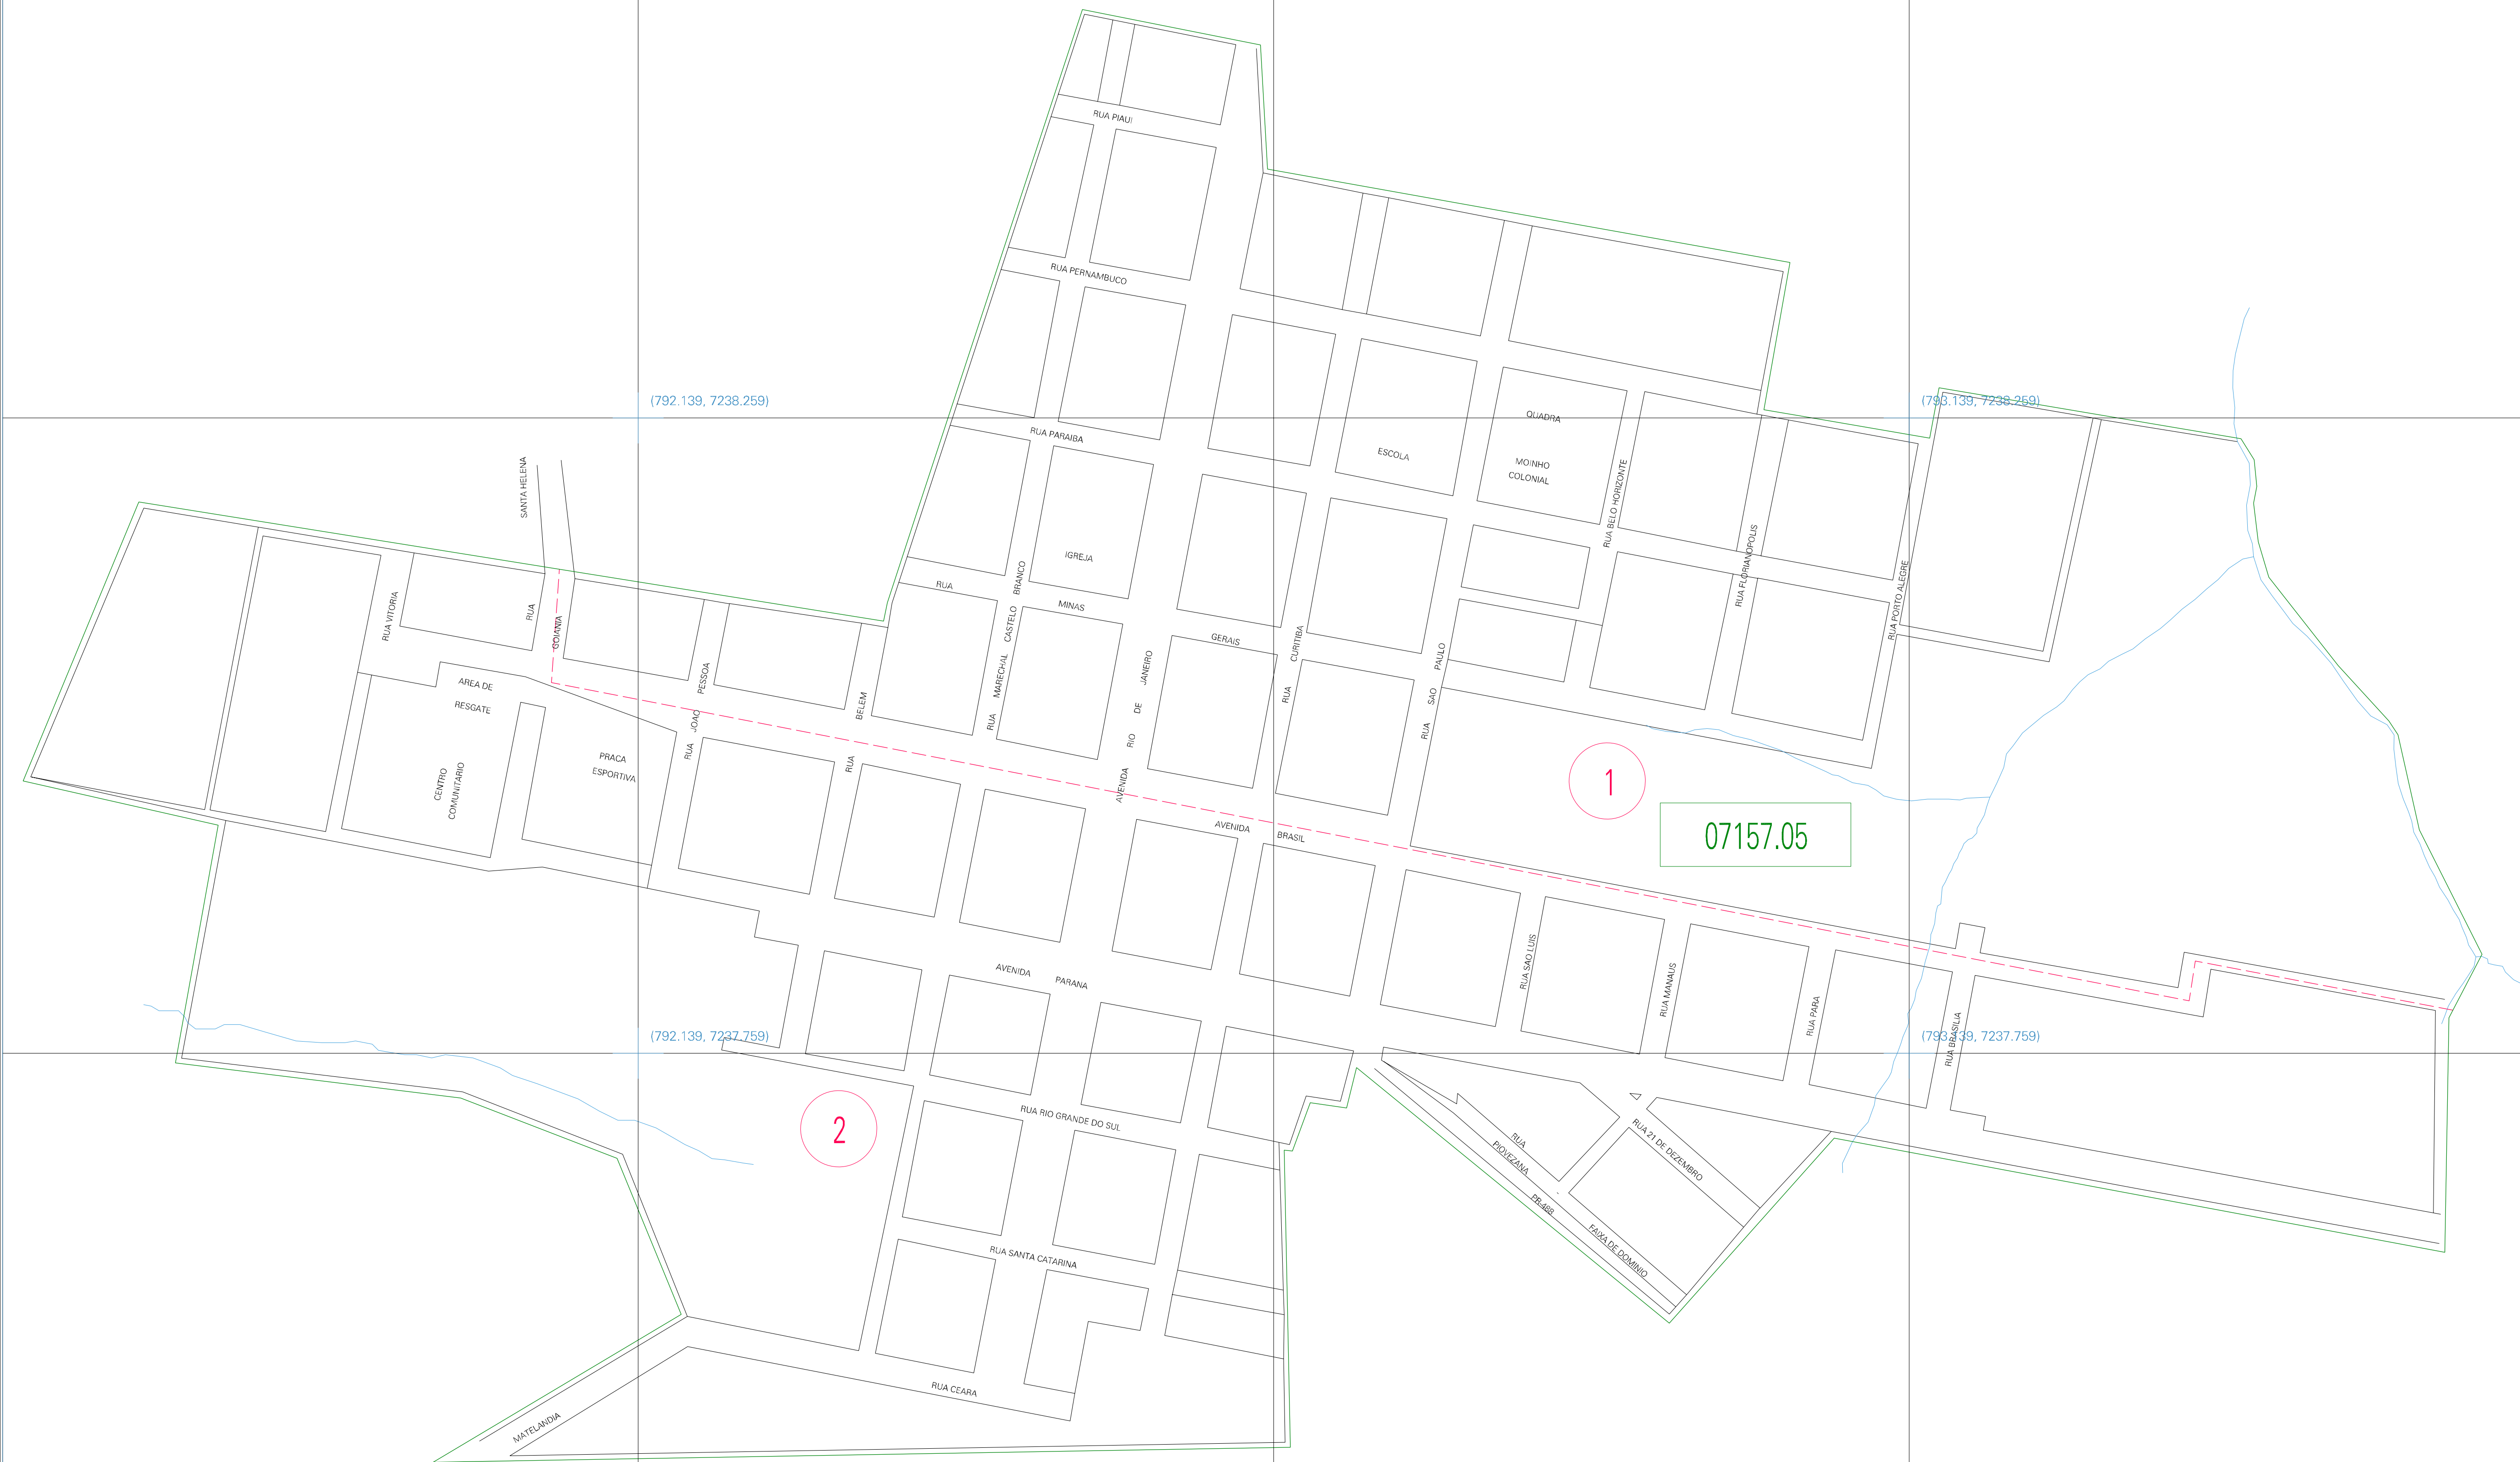 RUA PIAUI
RUA PERNAMBUCO
(792.139, 7238.259)
(793.139, 7238.259)
QUADRA
RUA PARAIBA
ESCOLA
MOINHO
COLONIAL
SANTA HELENA
RUA BELO HORIZONTE
IGREJA
RUA FLORIANOPOLIS
RUA MINAS GERAIS
RUA MARECHAL CASTELO BRANCO
RUA VITORIA
RUA GOIANIA
RUA PORTO ALEGRE
RUA CURITIBA
RUA SAO PAULO
AVENIDA RIO DE JANEIRO
RUA JOAO PESSOA
RUA BELEM
AREA DE
RESGATE
PRACA
ESPORTIVA
CENTRO
COMUNITARIO
1
07157.05
AVENIDA BRASIL
RUA SAO LUIS
RUA MANAUS
RUA PARA
RUA BRASILIA
AVENIDA PARANA
(792.139, 7237.759)
(793.139, 7237.759)
2
RUA RIO GRANDE DO SUL
RUA
PIOVEZANA
RUA 21 DE DEZEMBRO
PR-488
FAIXA DE DOMINIO
RUA SANTA CATARINA
RUA CEARA
MATELANDIA